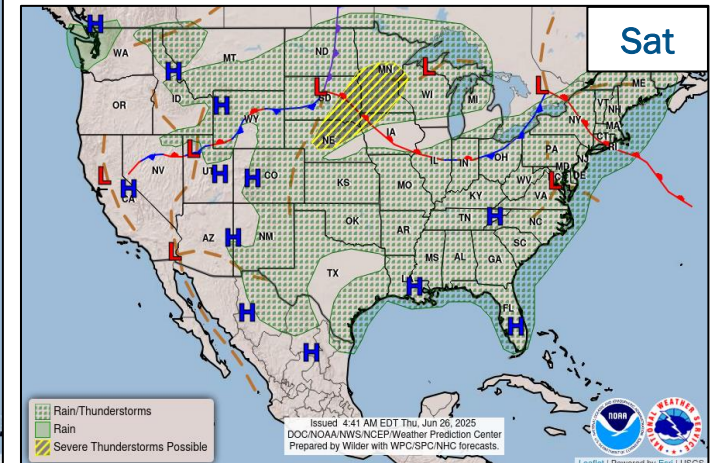 Sat
H
WA
MT
ND
MN
L
H
ID
L
SD
WI
MI
L
ME
OR
H
WY
VT
NH
NY
MA
CT
RI
NE
IA
PA
NJ
L
NV
UT
H
H
CO
IL
IN
OH
MD
DE
L
WV
VA
L
H
CA
KS
MO
KY
AZ
H
NM
OK
AR
TN
H
NC
SC
L
TX
MS
AL
GA
H
H
FL
H
H
Rain/Thunderstorms
Rain
Severe Thunderstorms Possible
Issued 4:41 AM EDT Thu, Jun 26, 2025
DOC/NOAA/NWS/NCEP/Weather Prediction Center
Prepared by Wilder with WPC/SPC/NHC forecasts.
NOAA
NATIONAL WEATHER SERVICE